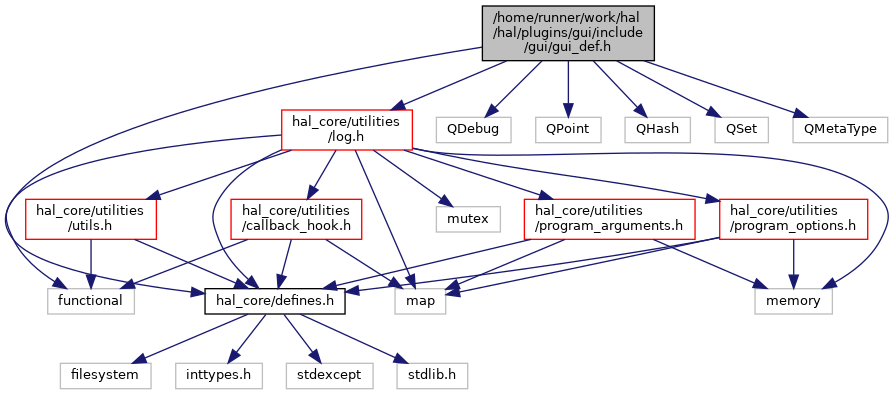 /home/runner/work/hal
/hal/plugins/gui/include
/gui/gui_def.h
hal_core/utilities
/log.h
QDebug
QPoint
QHash
QSet
QMetaType
hal_core/utilities
/utils.h
hal_core/utilities
/callback_hook.h
mutex
hal_core/utilities
/program_arguments.h
hal_core/utilities
/program_options.h
functional
hal_core/defines.h
map
memory
filesystem
inttypes.h
stdexcept
stdlib.h